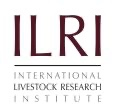 ILRI
INTERNATIONAL
LIVESTOCK RESEARCH
INSTITUTE